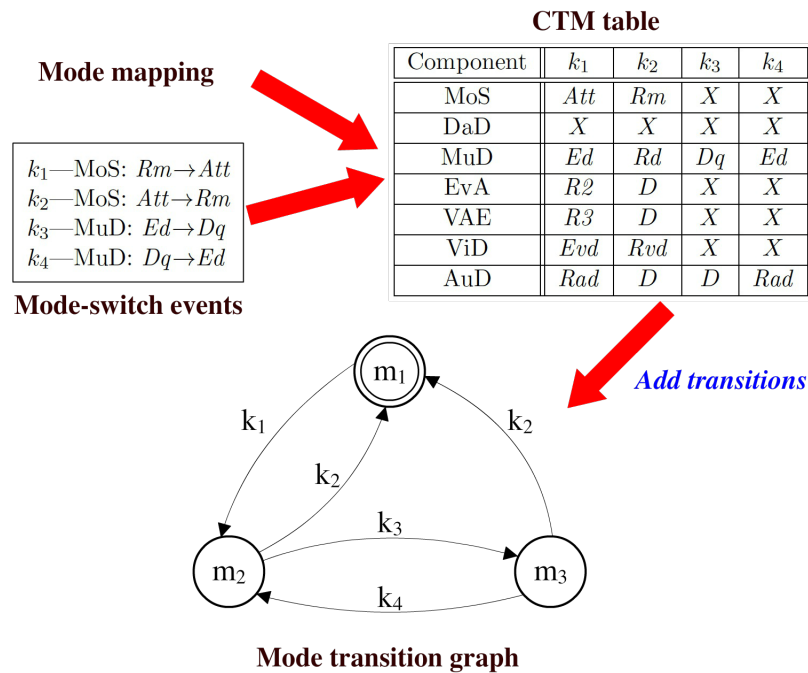 CTM table
Mode mapping
Component k₁ k₂ k₃ k₄
MoS Att Rm X X
DaD X X X X
MuD Ed Rd Dq Ed
EvA R2 D X X
VAE R3 D X X
ViD Evd Rvd X X
AuD Rad D D Rad
k₁—MoS: Rm→Att
k₂—MoS: Att→Rm
k₃—MuD: Ed→Dq
k₄—MuD: Dq→Ed
Mode-switch events
Add transitions
m₁
k₁
k₂
k₂
k₃
m₂
m₃
k₄
Mode transition graph